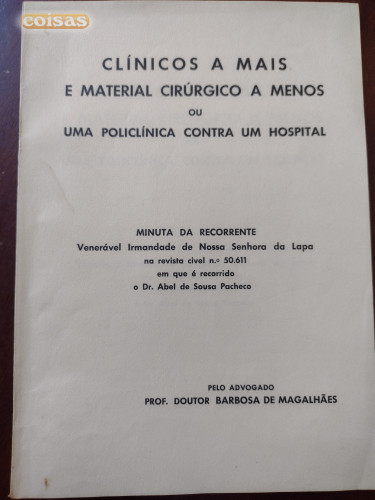 coisas
CLÍNICOS A MAIS
E MATERIAL CIRÚRGICO A MENOS
OU
UMA POLICLÍNICA CONTRA UM HOSPITAL
MINUTA DA RECORRENTE
Venerável Irmandade de Nossa Senhora da Lapa
na revista cível n.º 50.611
em que é recorrido
o Dr. Abel de Sousa Pacheco
PELO ADVOGADO
PROF. DOUTOR BARBOSA DE MAGALHÃES